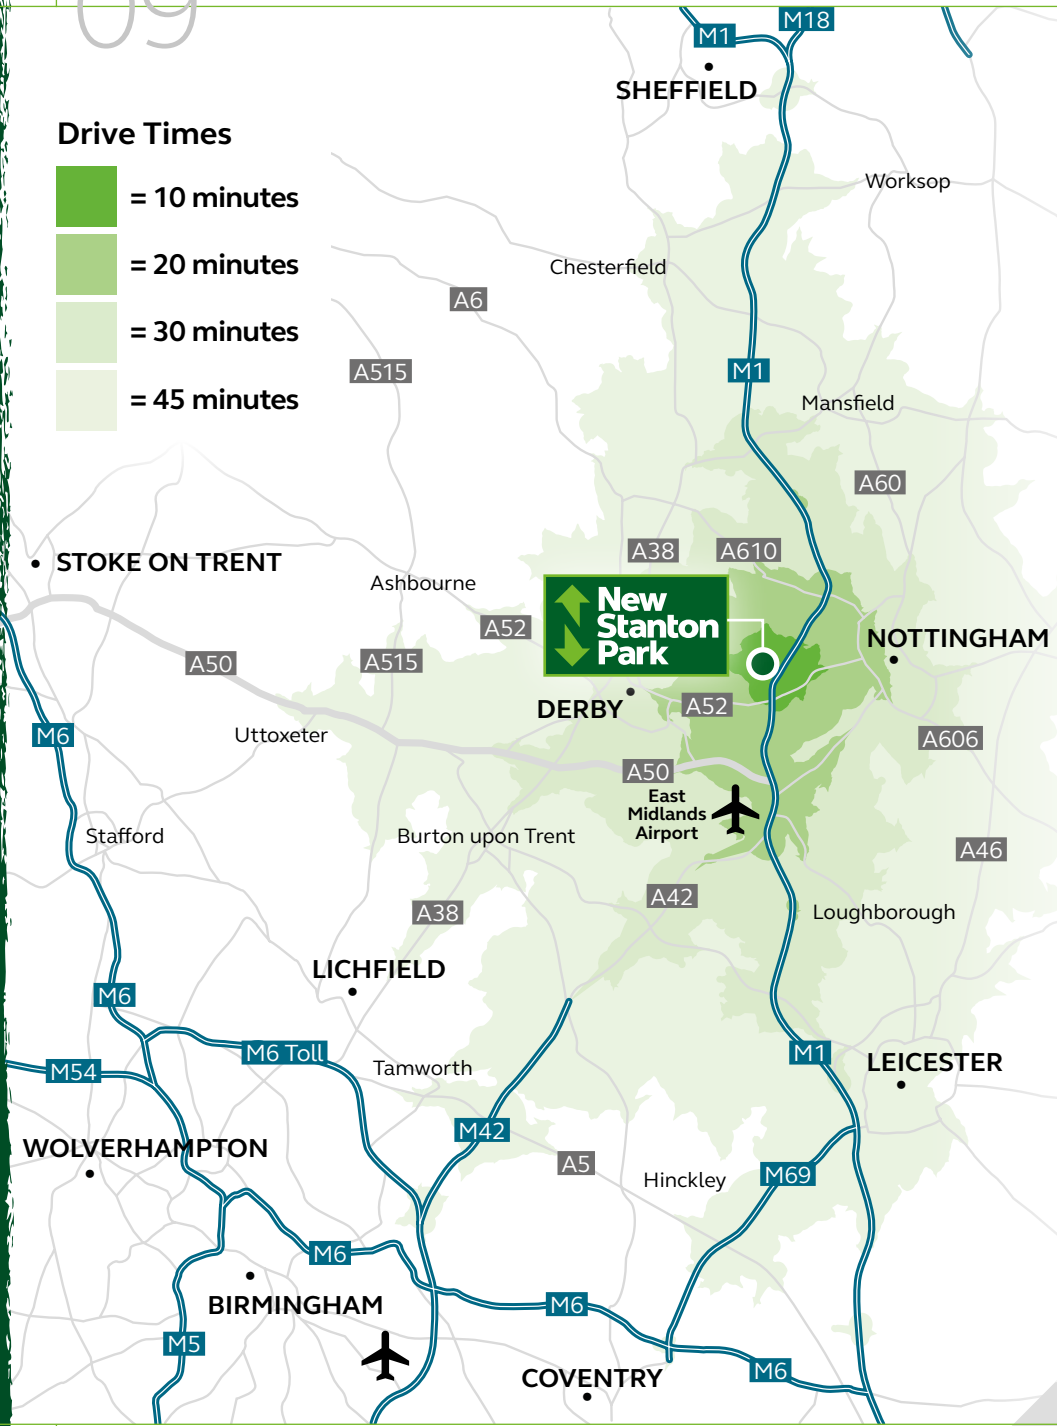 09
M1
M18
SHEFFIELD
Drive Times
= 10 minutes
= 20 minutes
= 30 minutes
= 45 minutes
Worksop
Chesterfield
A6
A515
M1
Mansfield
A60
A38
A610
STOKE ON TRENT
Ashbourne
New
Stanton
Park
A52
NOTTINGHAM
A50
A515
DERBY
A52
Uttoxeter
M6
A606
A50
East
Midlands
Airport
Stafford
Burton upon Trent
A46
A42
A38
Loughborough
LICHFIELD
M6
M6 Toll
M1
LEICESTER
M54
Tamworth
M42
WOLVERHAMPTON
A5
Hinckley
M69
M6
BIRMINGHAM
M6
M5
COVENTRY
M6